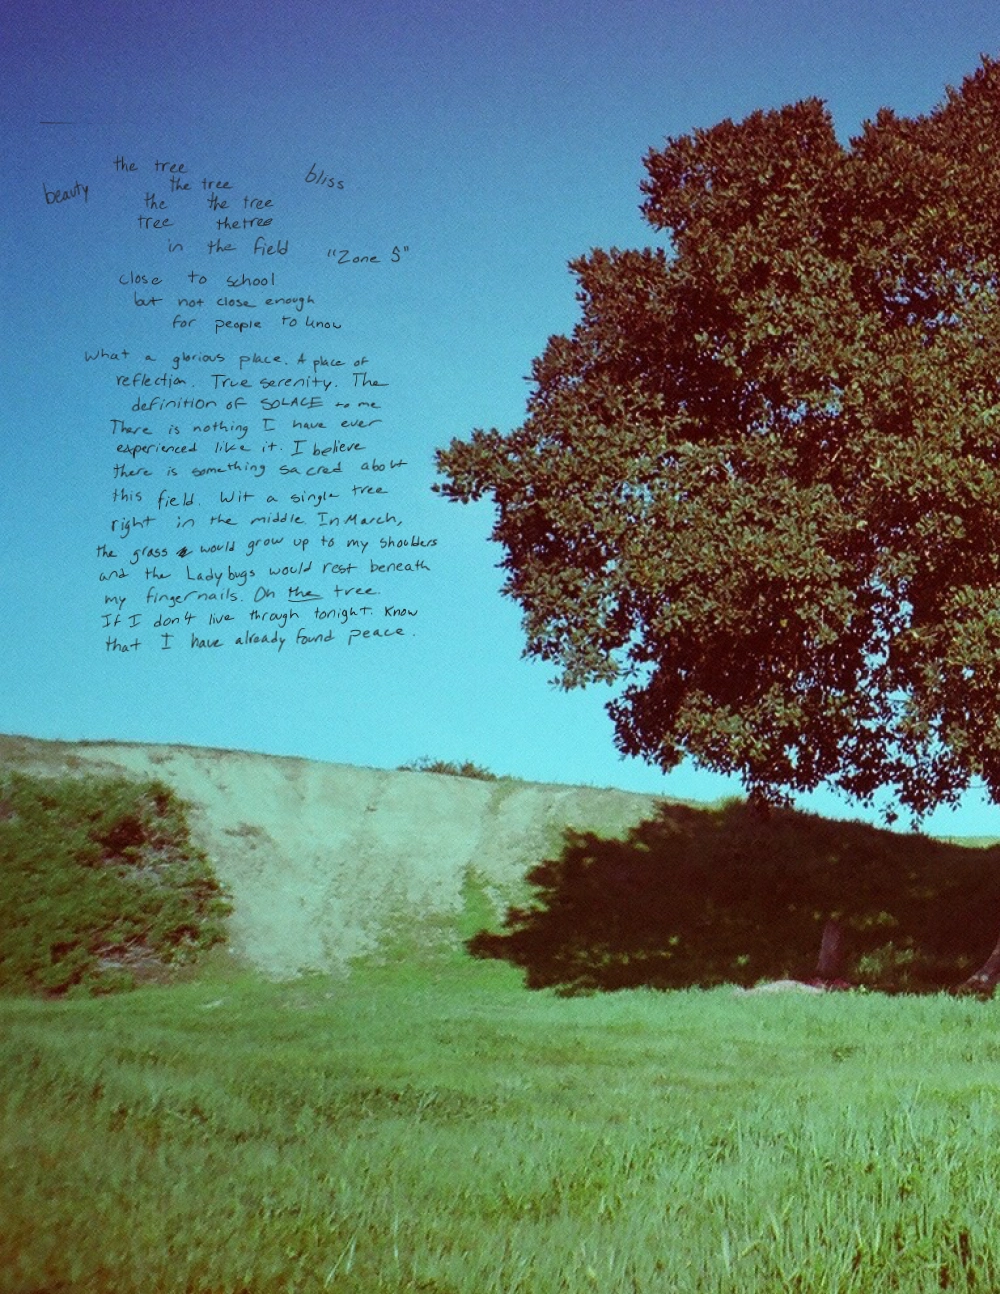 the tree
beauty the tree bliss
the the tree
tree thetree
in the field "Zone S"
close to school
but not close enough
for people to know
What a glorious place. A place of
reflection. True serenity. The
definition of SOLACE to me
There is nothing I have ever
experienced like it. I believe
there is something sacred about
this field. Wit a single tree
right in the middle. In March,
the grass would grow up to my shoulders
and the Ladybugs would rest beneath
my fingernails. Oh the tree.
If I don't live through tonight. Know
that I have already found peace.